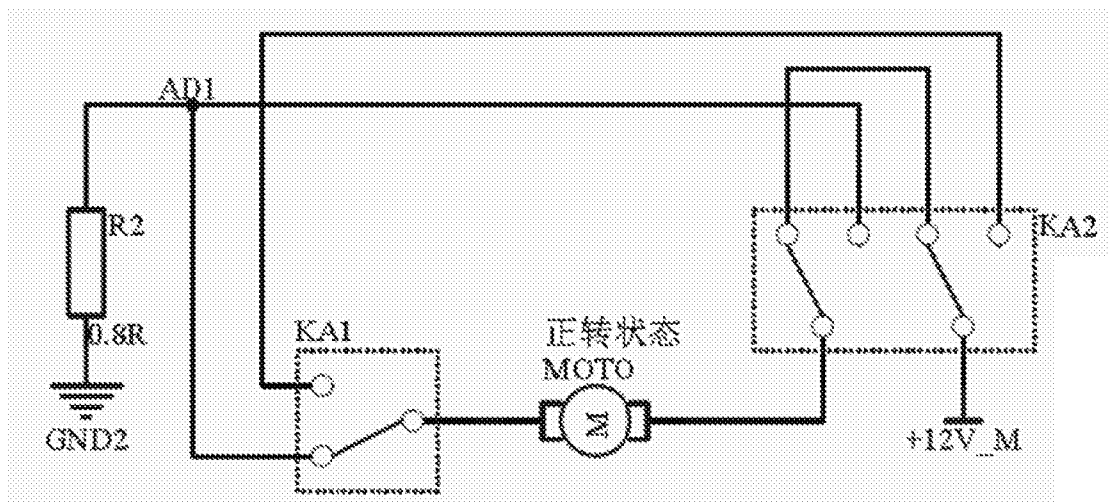 AD1
R2
KA2
0.8R
KA1
正转状态
MOTO
M
GND2
+12V_M